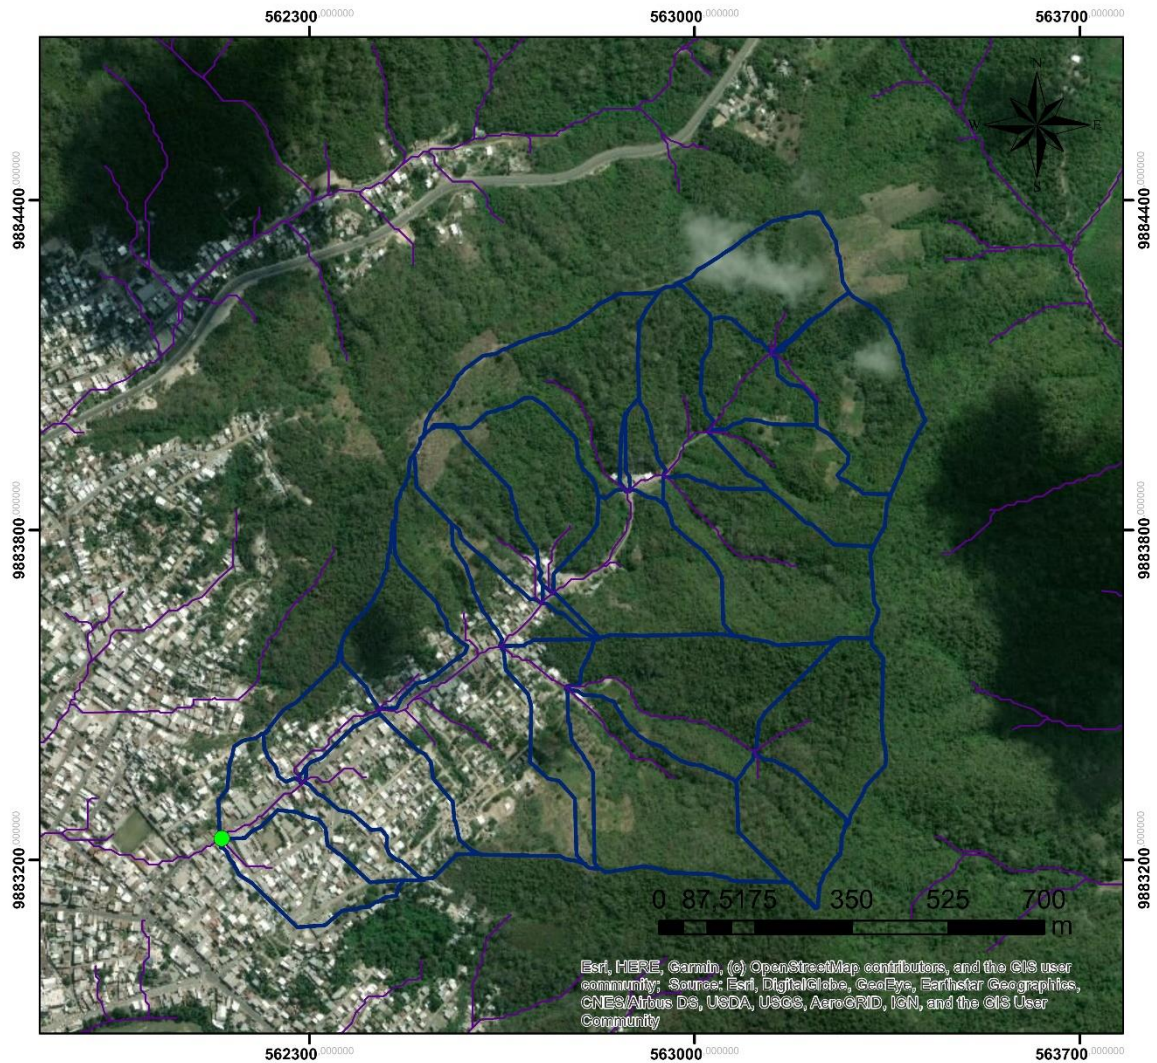 562300.000000 563000.000000 563700.000000
N
W E
S
9884400.000000 9884400.000000
9883800.000000 9883800.000000
9883200.000000 9883200.000000
0 87.5175 350 525 700
m
Esri, HERE, Garmin, (c) OpenStreetMap contributors, and the GIS user
community; Source: Esri, DigitalGlobe, GeoEye, Earthstar Geographics,
CNES/Airbus DS, USDA, USGS, AeroGRID, IGN, and the GIS User
Community
562300.000000 563000.000000 563700.000000